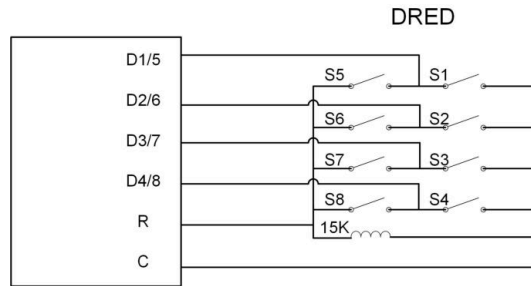 DRED
D1/5
S5 S1
D2/6
S6 S2
D3/7
S7 S3
D4/8
S8 S4
R
15K
C